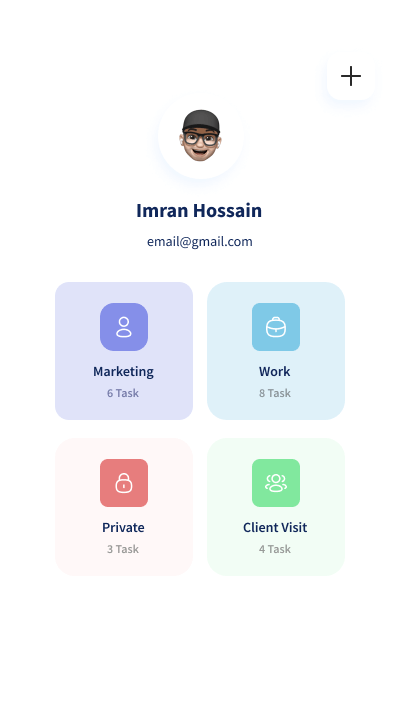 Imran Hossain
email@gmail.com
Marketing
6 Task
Work
8 Task
Private
3 Task
Client Visit
4 Task